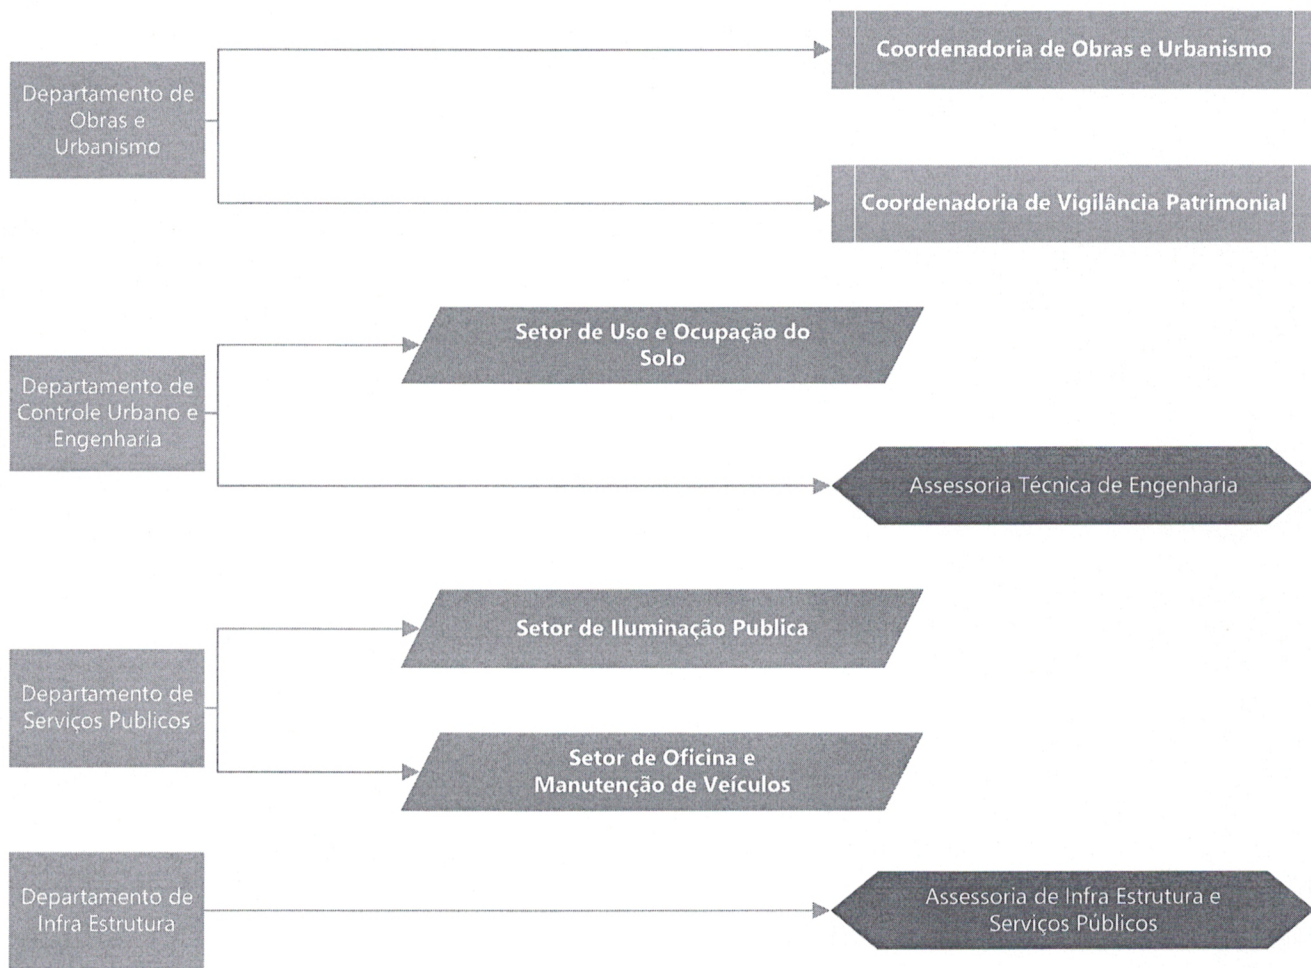 Coordenadoria de Obras e Urbanismo
Departamento de
Obras e
Urbanismo
Coordenadoria de Vigilância Patrimonial
Setor de Uso e Ocupação do
Solo
Departamento de
Controle Urbano e
Engenharia
Assessoria Técnica de Engenharia
Setor de Iluminação Publica
Departamento de
Serviços Publicos
Setor de Oficina e
Manutenção de Veículos
Departamento de
Infra Estrutura
Assessoria de Infra Estrutura e
Serviços Públicos